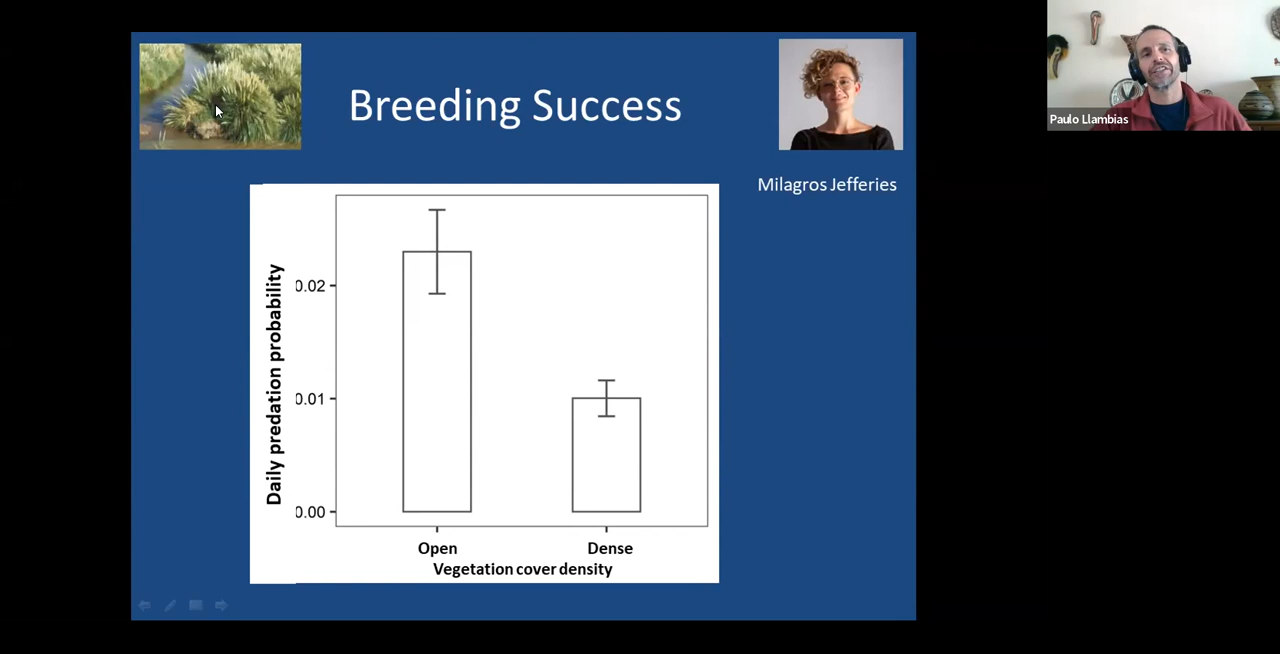 Breeding Success
Paulo Llambias
Milagros Jefferies
Daily predation probability
0.02
0.01
0.00
Open
Dense
Vegetation cover density